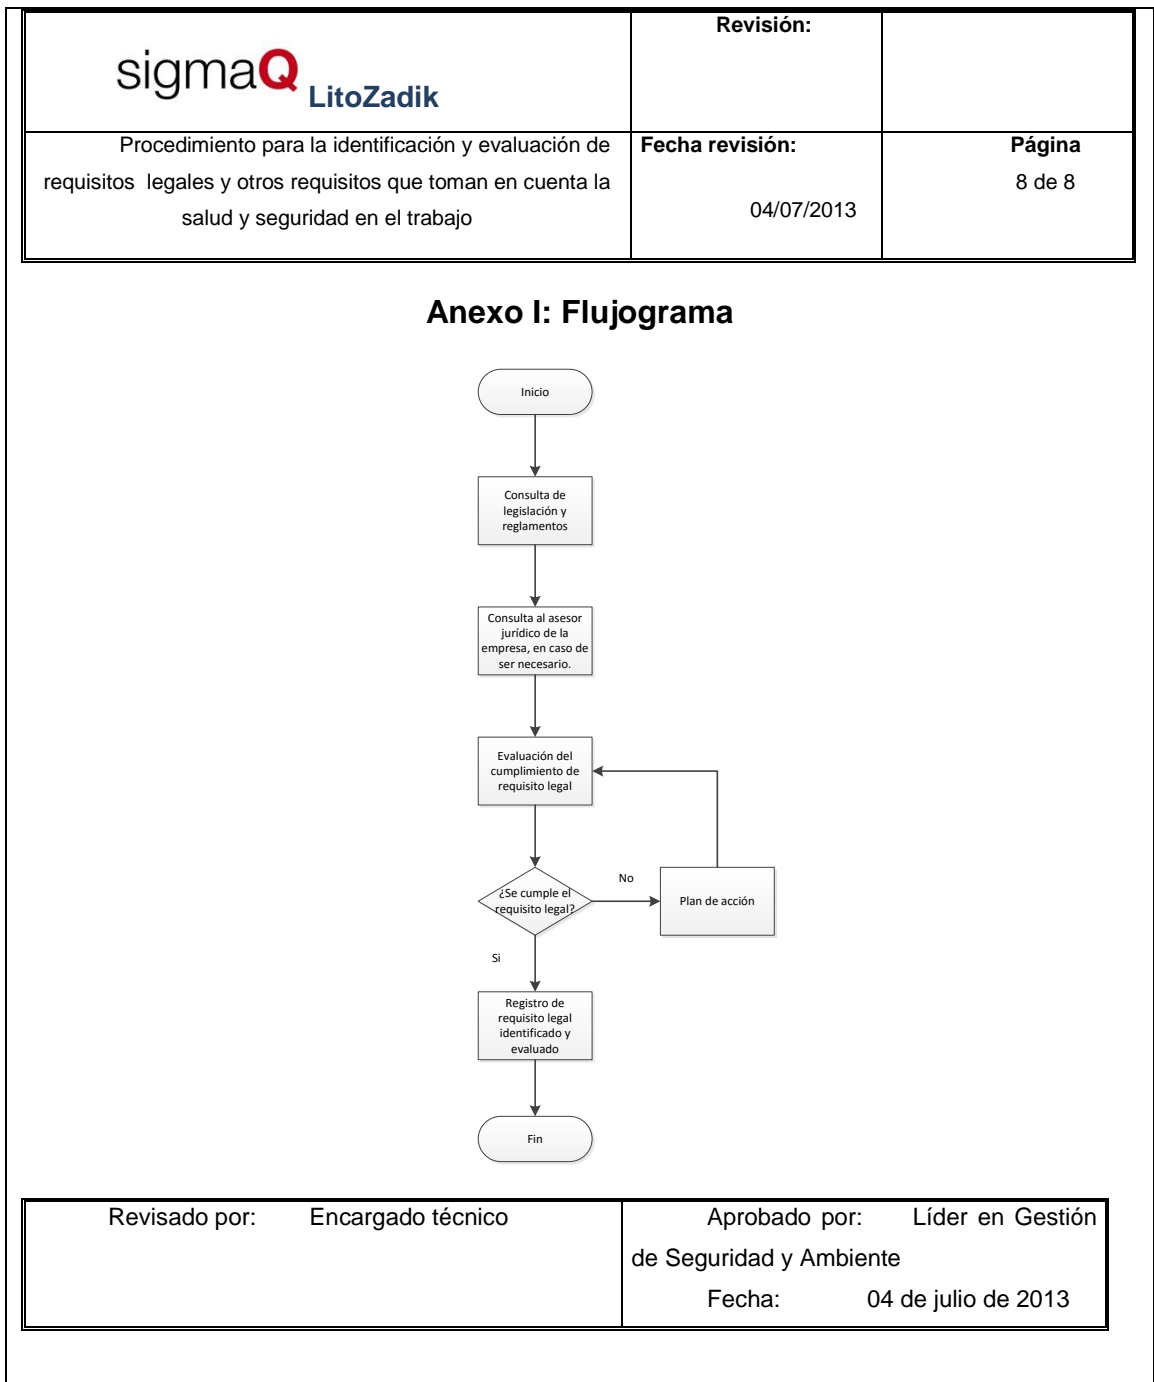 sigmaQ LitoZadik
Revisión:
Procedimiento para la identificación y evaluación de
requisitos legales y otros requisitos que toman en cuenta la
salud y seguridad en el trabajo
Fecha revisión:
04/07/2013
Página
8 de 8
Anexo I: Flujograma
Inicio
Consulta de
legislación y
reglamentos
Consulta al asesor
jurídico de la
empresa, en caso de
ser necesario.
Evaluación del
cumplimiento de
requisito legal
¿Se cumple el
requisito legal?
No
Plan de acción
Si
Registro de
requisito legal
identificado y
evaluado
Fin
Revisado por: Encargado técnico
Aprobado por: Líder en Gestión
de Seguridad y Ambiente
Fecha: 04 de julio de 2013